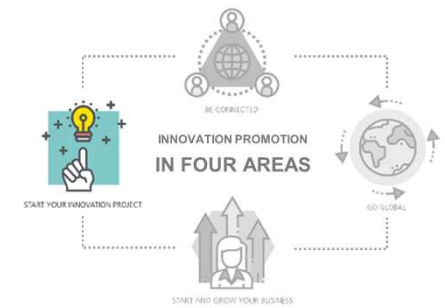 BE CONNECTED
INNOVATION PROMOTION
IN FOUR AREAS
START YOUR INNOVATION PROJECT
GO GLOBAL
START AND GROW YOUR BUSINESS